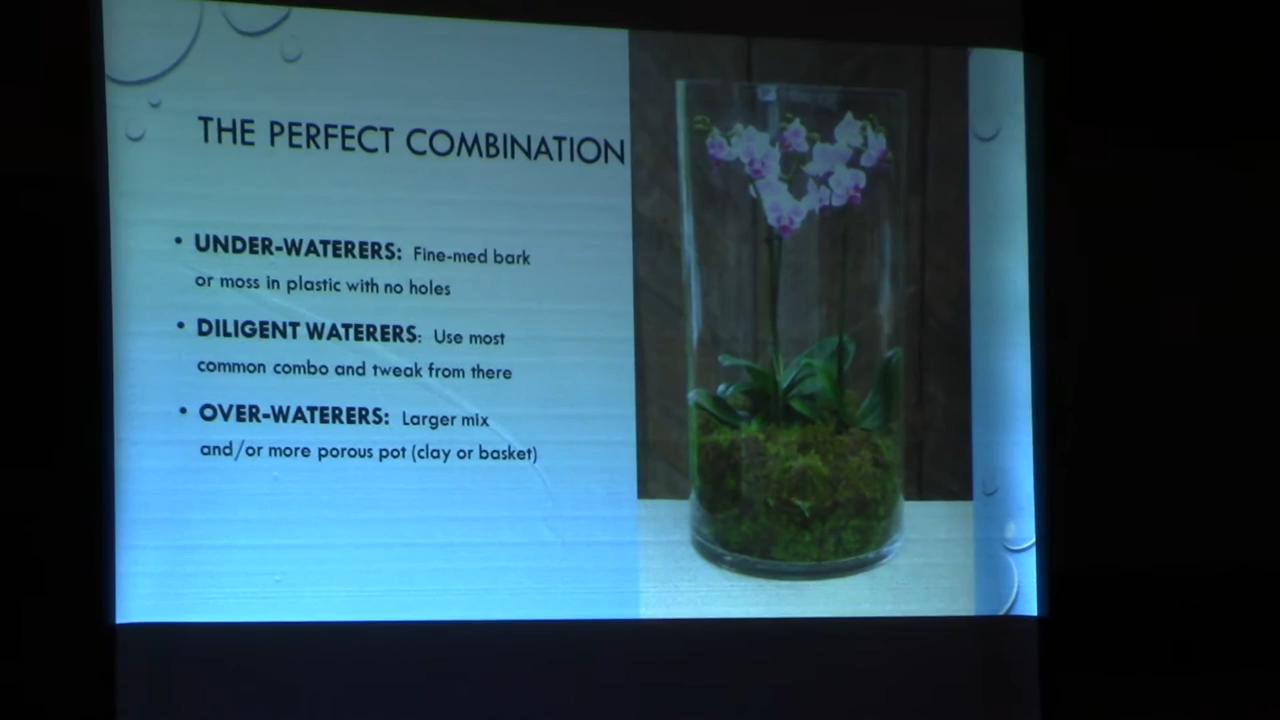 THE PERFECT COMBINATION
• UNDER-WATERERS: Fine-med bark
or moss in plastic with no holes
• DILIGENT WATERERS: Use most
common combo and tweak from there
• OVER-WATERERS: Larger mix
and/or more porous pot (clay or basket)